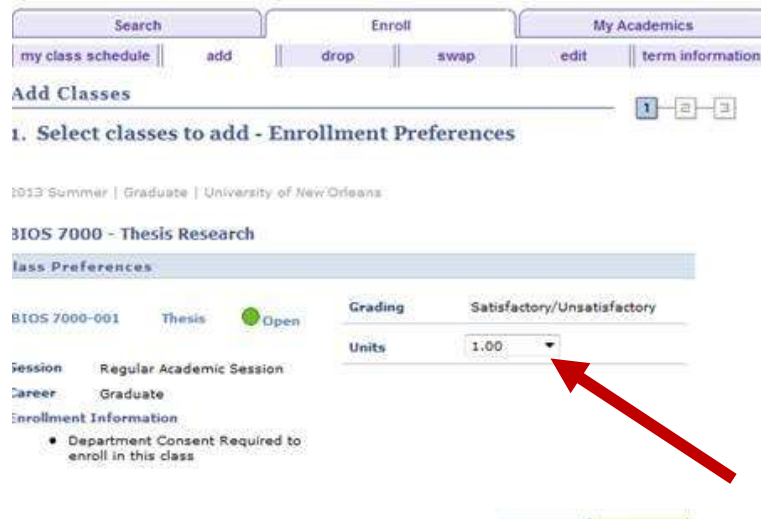 Search Enroll My Academics
my class schedule add drop swap edit term information
Add Classes
1 2 3
1. Select classes to add - Enrollment Preferences
2013 Summer | Graduate | University of New Orleans
BIOS 7000 - Thesis Research
lass Preferences
BIOS 7000-001 Thesis Open
Grading Satisfactory/Unsatisfactory
Units 1.00
Session Regular Academic Session
Career Graduate
Enrollment Information
• Department Consent Required to
enroll in this class